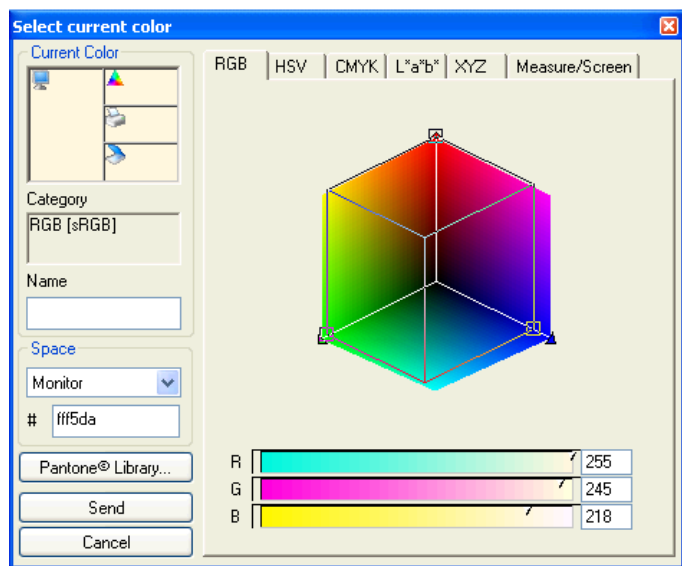 Select current color
Current Color
Category
RGB [sRGB]
Name
Space
Monitor
# fff5da
Pantone® Library...
Send
Cancel
RGB HSV CMYK L*a*b* XYZ Measure/Screen
R 255
G 245
B 218